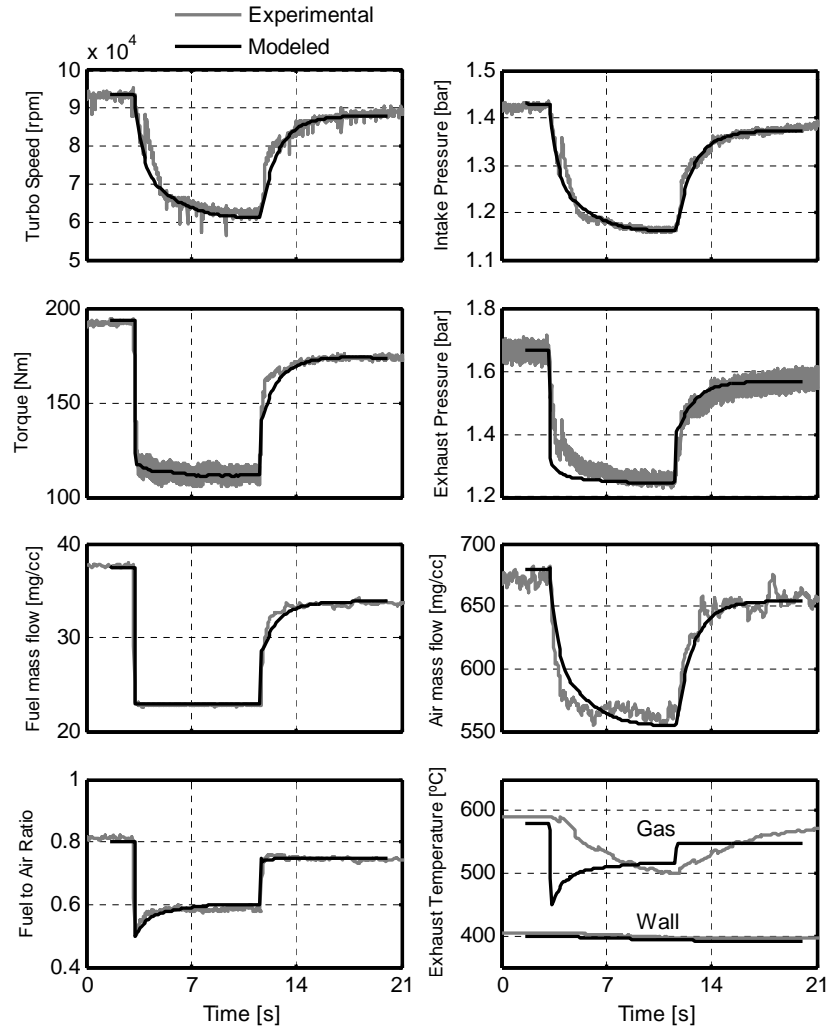 Experimental
Modeled
x 10⁴
10
9
8
7
6
5
Turbo Speed [rpm]
1.5
1.4
1.3
1.2
1.1
Intake Pressure [bar]
200
150
100
Torque [Nm]
1.8
1.6
1.4
1.2
Exhaust Pressure [bar]
40
30
20
Fuel mass flow [mg/cc]
700
650
600
550
Air mass flow [mg/cc]
1
0.8
0.6
0.4
Fuel to Air Ratio
0
7
14
21
Time [s]
600
500
400
Exhaust Temperature [ºC]
Gas
Wall
0
7
14
21
Time [s]